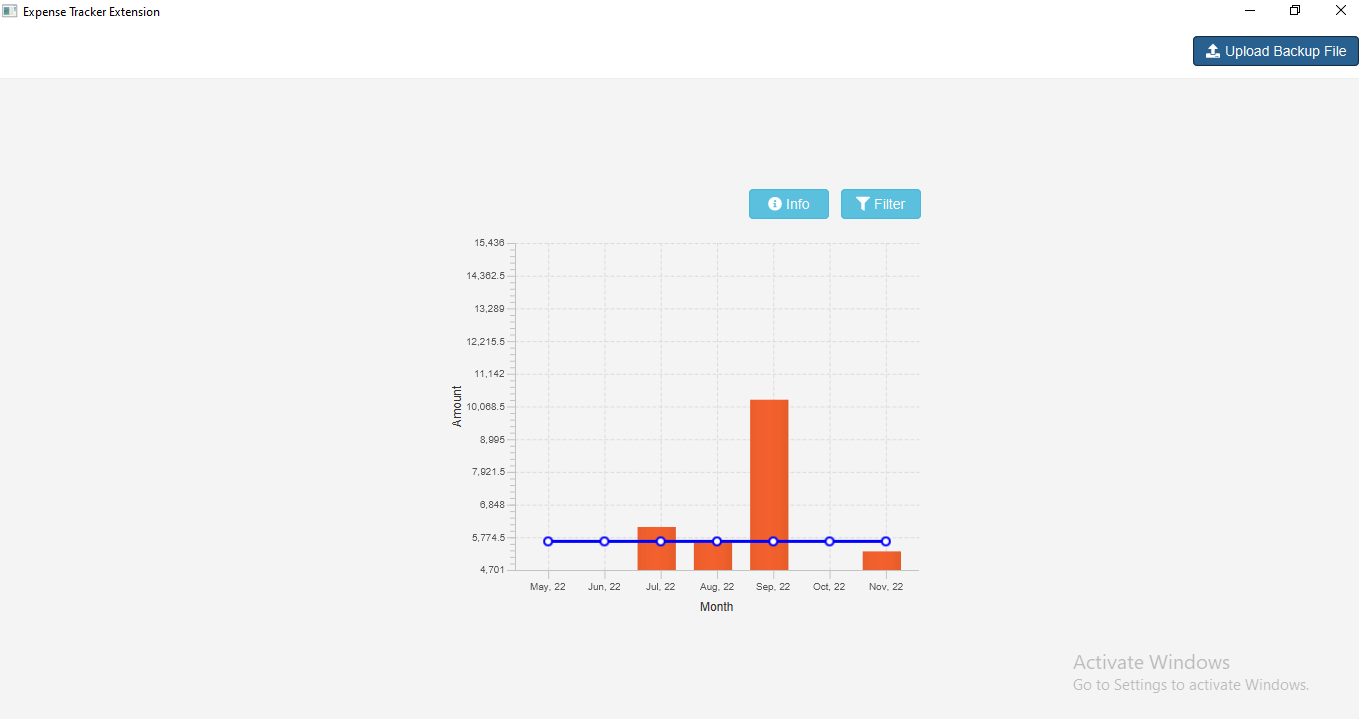 Expense Tracker Extension
Upload Backup File
Info
Filter
15,436
14,362.5
13,289
12,215.5
11,142
10,068.5
8,995
7,921.5
6,848
5,774.5
4,701
Amount
May, 22 Jun, 22 Jul, 22 Aug, 22 Sep, 22 Oct, 22 Nov, 22
Month
Activate Windows
Go to Settings to activate Windows.